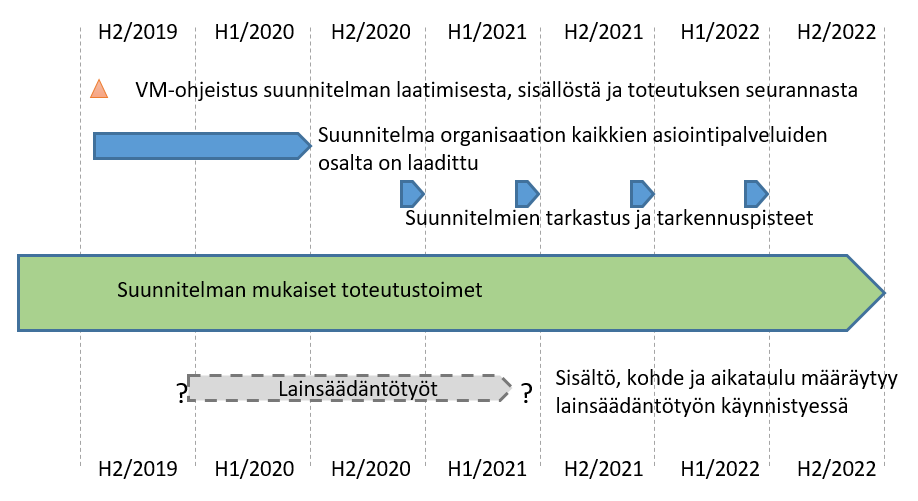 H2/2019 H1/2020 H2/2020 H1/2021 H2/2021 H1/2022 H2/2022
VM-ohjeistus suunnitelman laatimisesta, sisällöstä ja toteutuksen seurannasta
Suunnitelma organisaation kaikkien asiointipalveluiden
osalta on laadittu
Suunnitelmien tarkastus ja tarkennuspisteet
Suunnitelman mukaiset toteutustoimet
? Lainsäädäntötyöt ?
Sisältö, kohde ja aikataulu määräytyy
lainsäädäntötyön käynnistyessä
H2/2019 H1/2020 H2/2020 H1/2021 H2/2021 H1/2022 H2/2022